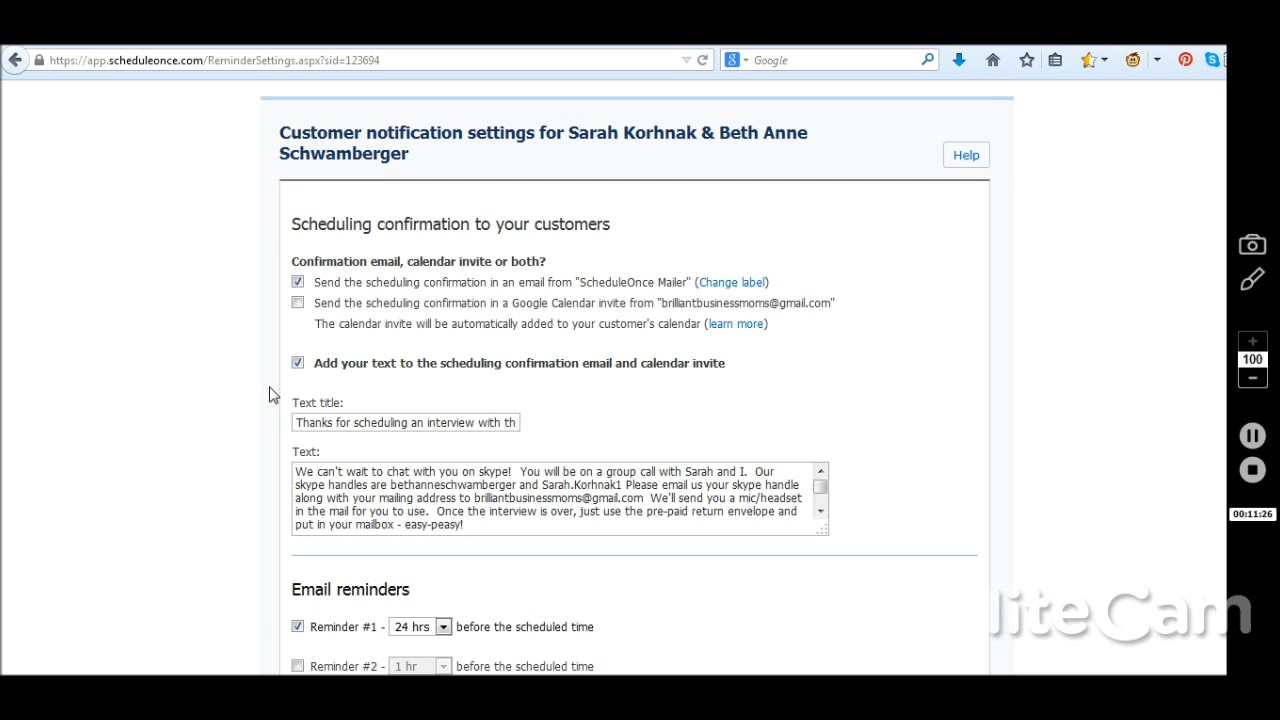 https://app.scheduleonce.com/ReminderSettings.aspx?sid=123694
Google
Customer notification settings for Sarah Korhnak & Beth Anne
Schwamberger
Help
Scheduling confirmation to your customers
Confirmation email, calendar invite or both?
Send the scheduling confirmation in an email from "ScheduleOnce Mailer" (Change label)
Send the scheduling confirmation in a Google Calendar invite from "brilliantbusinessmoms@gmail.com"
The calendar invite will be automatically added to your customer's calendar (learn more)
Add your text to the scheduling confirmation email and calendar invite
Text title:
Thanks for scheduling an interview with th
Text:
We can't wait to chat with you on skype!  You will be on a group call with Sarah and I.  Our
skype handles are bethanneschwamberger and Sarah.Korhnak1 Please email us your skype handle
along with your mailing address to brilliantbusinessmoms@gmail.com  We'll send you a mic/headset
in the mail for you to use.  Once the interview is over, just use the pre-paid return envelope and
put in your mailbox - easy-peasy!
Email reminders
Reminder #1 - 24 hrs before the scheduled time
Reminder #2 - 1 hr before the scheduled time
100
00:11:26
liteCam